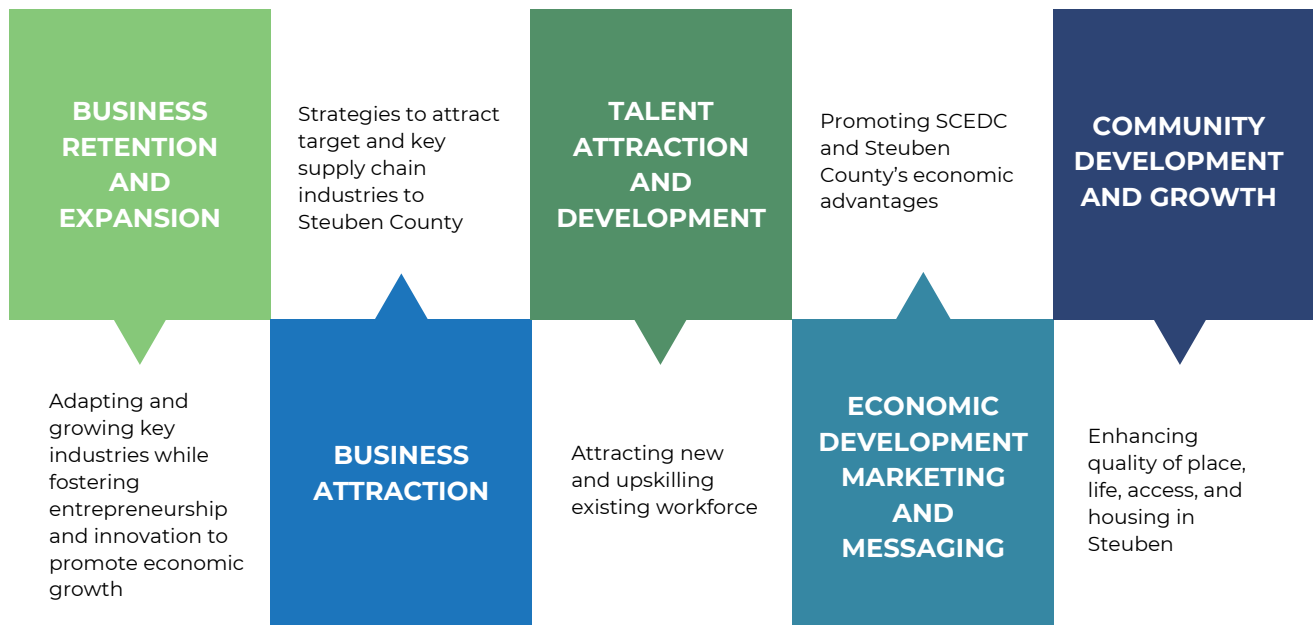 BUSINESS
RETENTION
AND
EXPANSION
Adapting and
growing key
industries while
fostering
entrepreneurship
and innovation to
promote economic
growth
Strategies to attract
target and key
supply chain
industries to
Steuben County
BUSINESS
ATTRACTION
TALENT
ATTRACTION
AND
DEVELOPMENT
Attracting new
and upskilling
existing workforce
Promoting SCEDC
and Steuben
County’s economic
advantages
ECONOMIC
DEVELOPMENT
MARKETING
AND
MESSAGING
COMMUNITY
DEVELOPMENT
AND GROWTH
Enhancing
quality of place,
life, access, and
housing in
Steuben